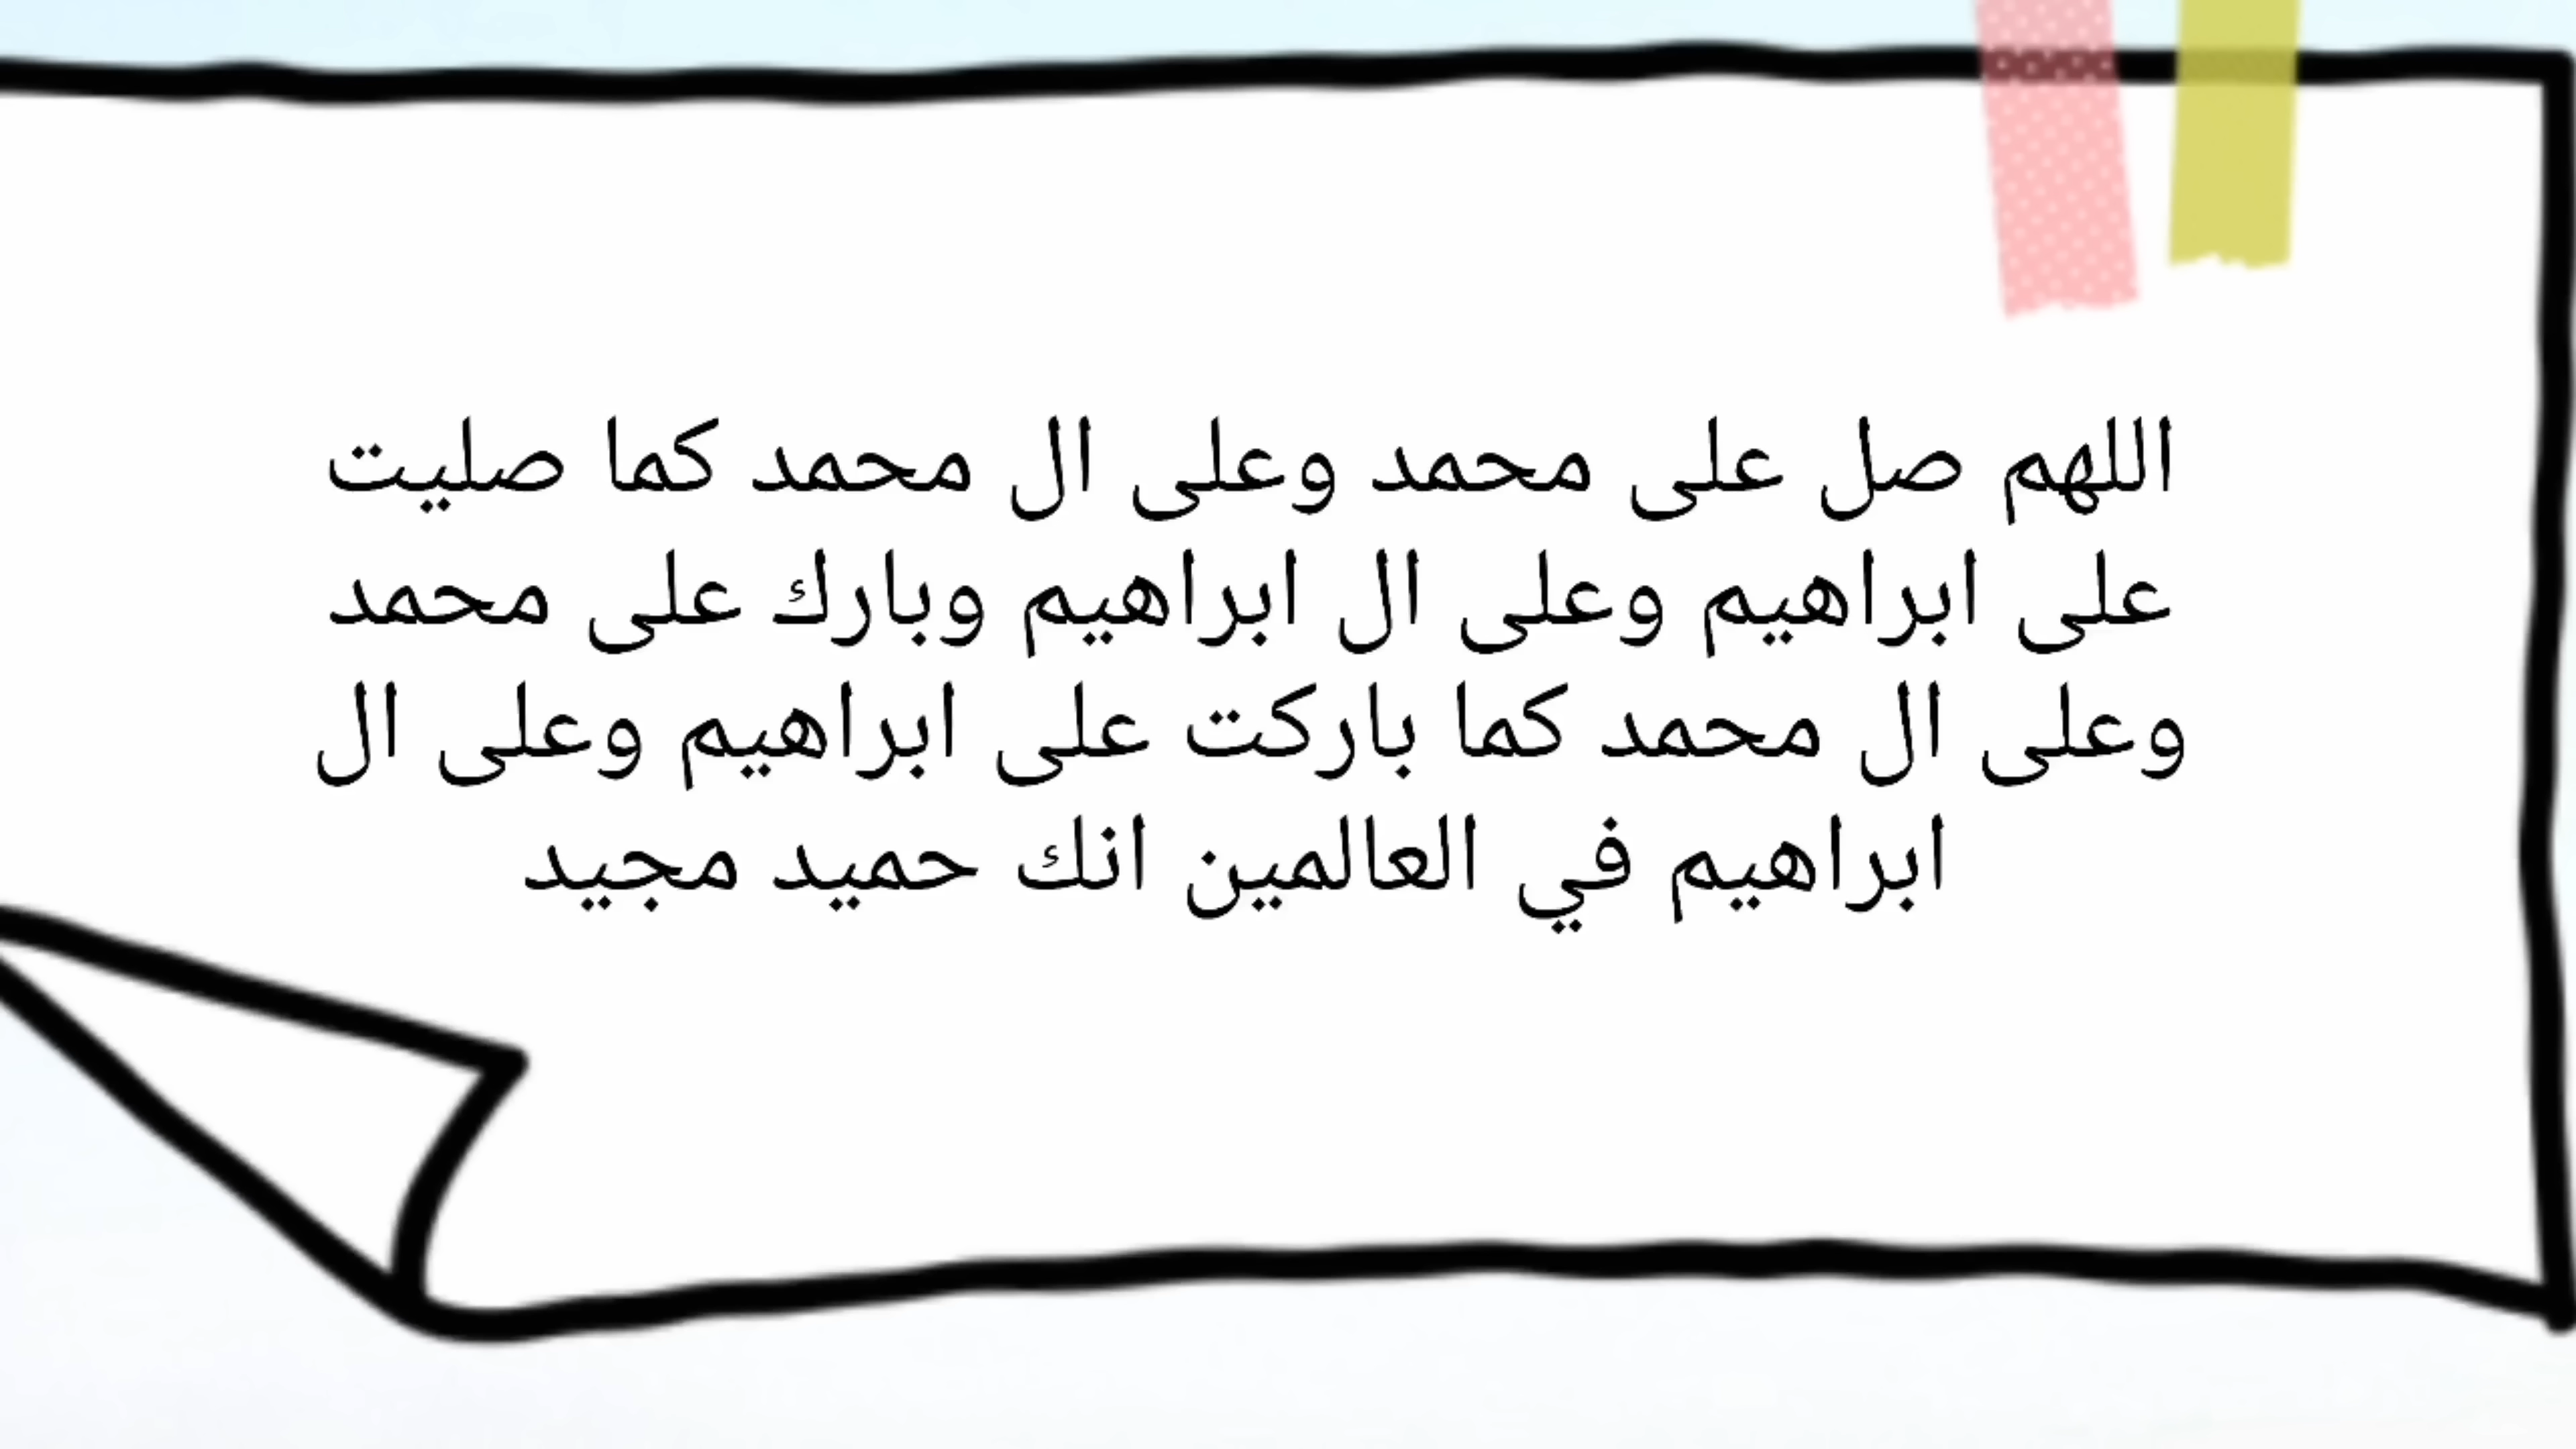 اللهم صل على محمد وعلى ال محمد كما صليت
على ابراهيم وعلى ال ابراهيم وبارك على محمد
وعلى ال محمد كما باركت على ابراهيم وعلى ال
ابراهيم في العالمين انك حميد مجيد